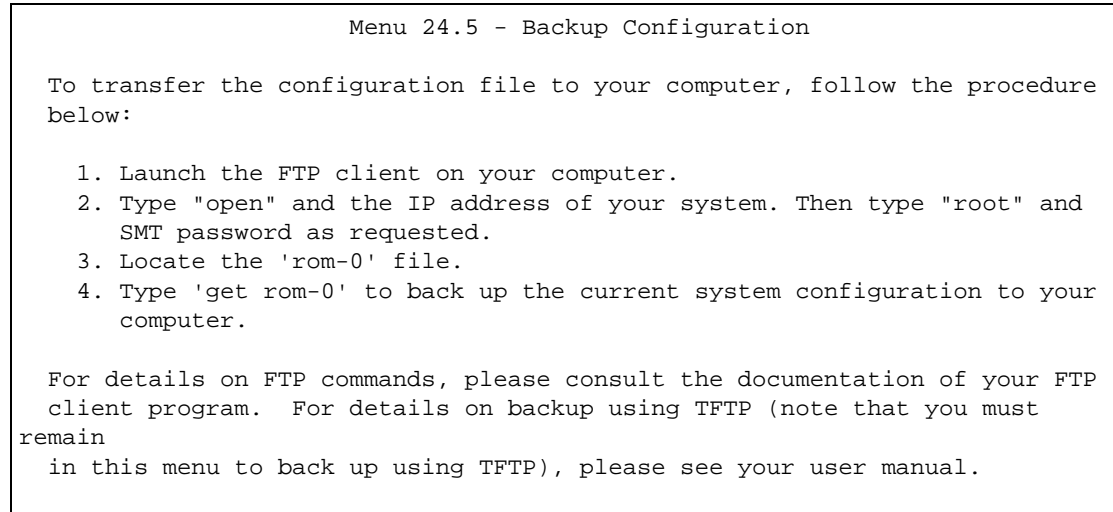 Menu 24.5 - Backup Configuration
To transfer the configuration file to your computer, follow the procedure
below:
1. Launch the FTP client on your computer.
2. Type "open" and the IP address of your system. Then type "root" and
SMT password as requested.
3. Locate the 'rom-0' file.
4. Type 'get rom-0' to back up the current system configuration to your
computer.
For details on FTP commands, please consult the documentation of your FTP
client program.  For details on backup using TFTP (note that you must
remain
in this menu to back up using TFTP), please see your user manual.